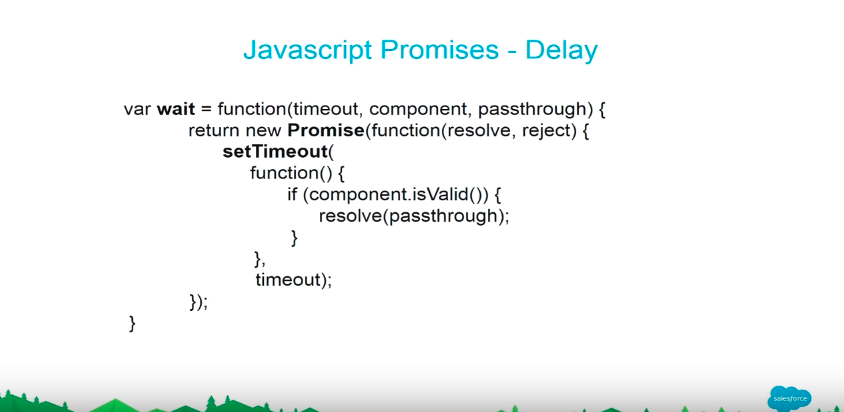 Javascript Promises - Delay
var wait = function(timeout, component, passthrough) {
return new Promise(function(resolve, reject) {
setTimeout(
function() {
if (component.isValid()) {
resolve(passthrough);
}
},
timeout);
});
}
salesforce